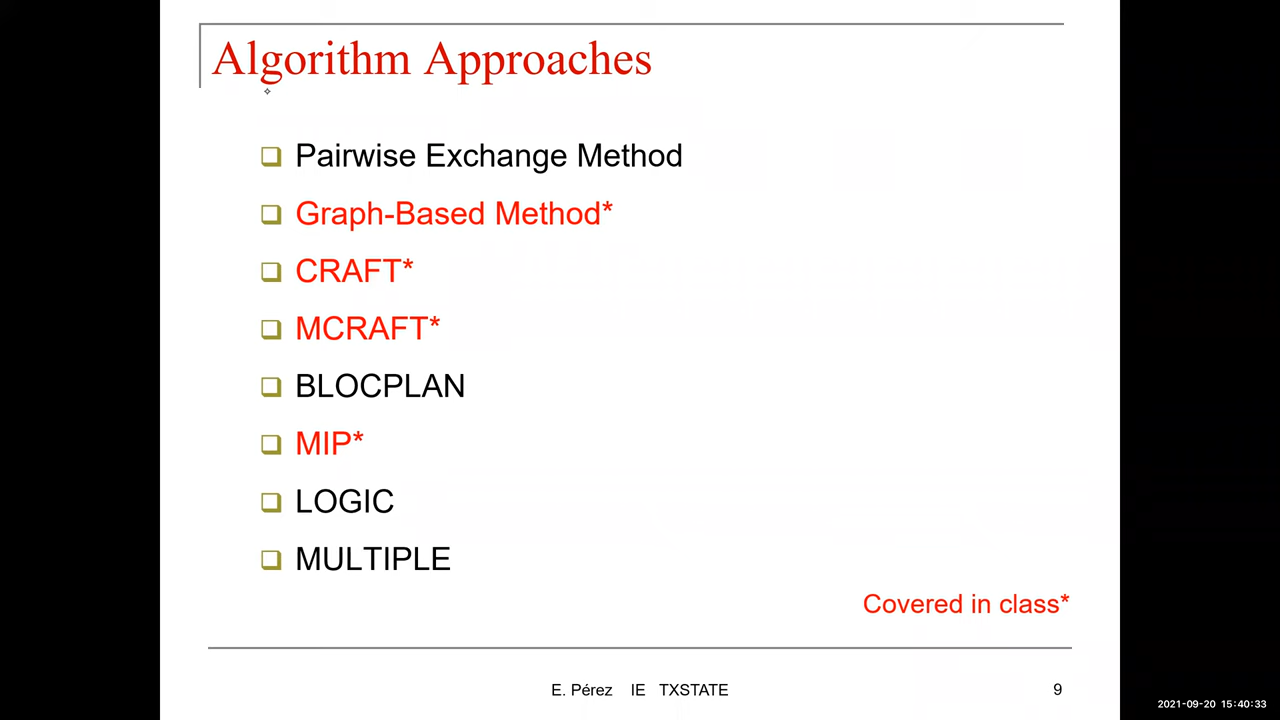 Algorithm Approaches
Pairwise Exchange Method
Graph-Based Method*
CRAFT*
MCRAFT*
BLOCPLAN
MIP*
LOGIC
MULTIPLE
Covered in class*
E. Pérez IE TXSTATE
9
2021-09-20 15:40:33